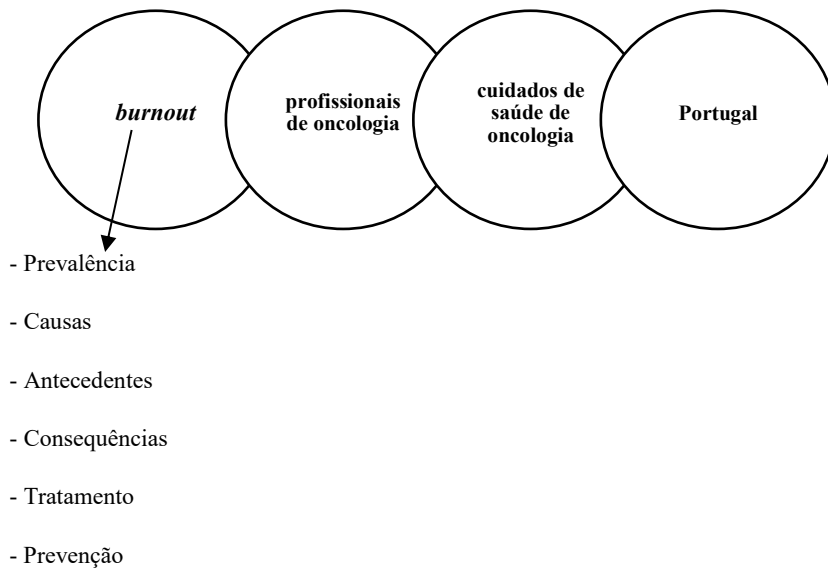 burnout
profissionais
de oncologia
cuidados de
saúde de
oncologia
Portugal
- Prevalência
- Causas
- Antecedentes
- Consequências
- Tratamento
- Prevenção